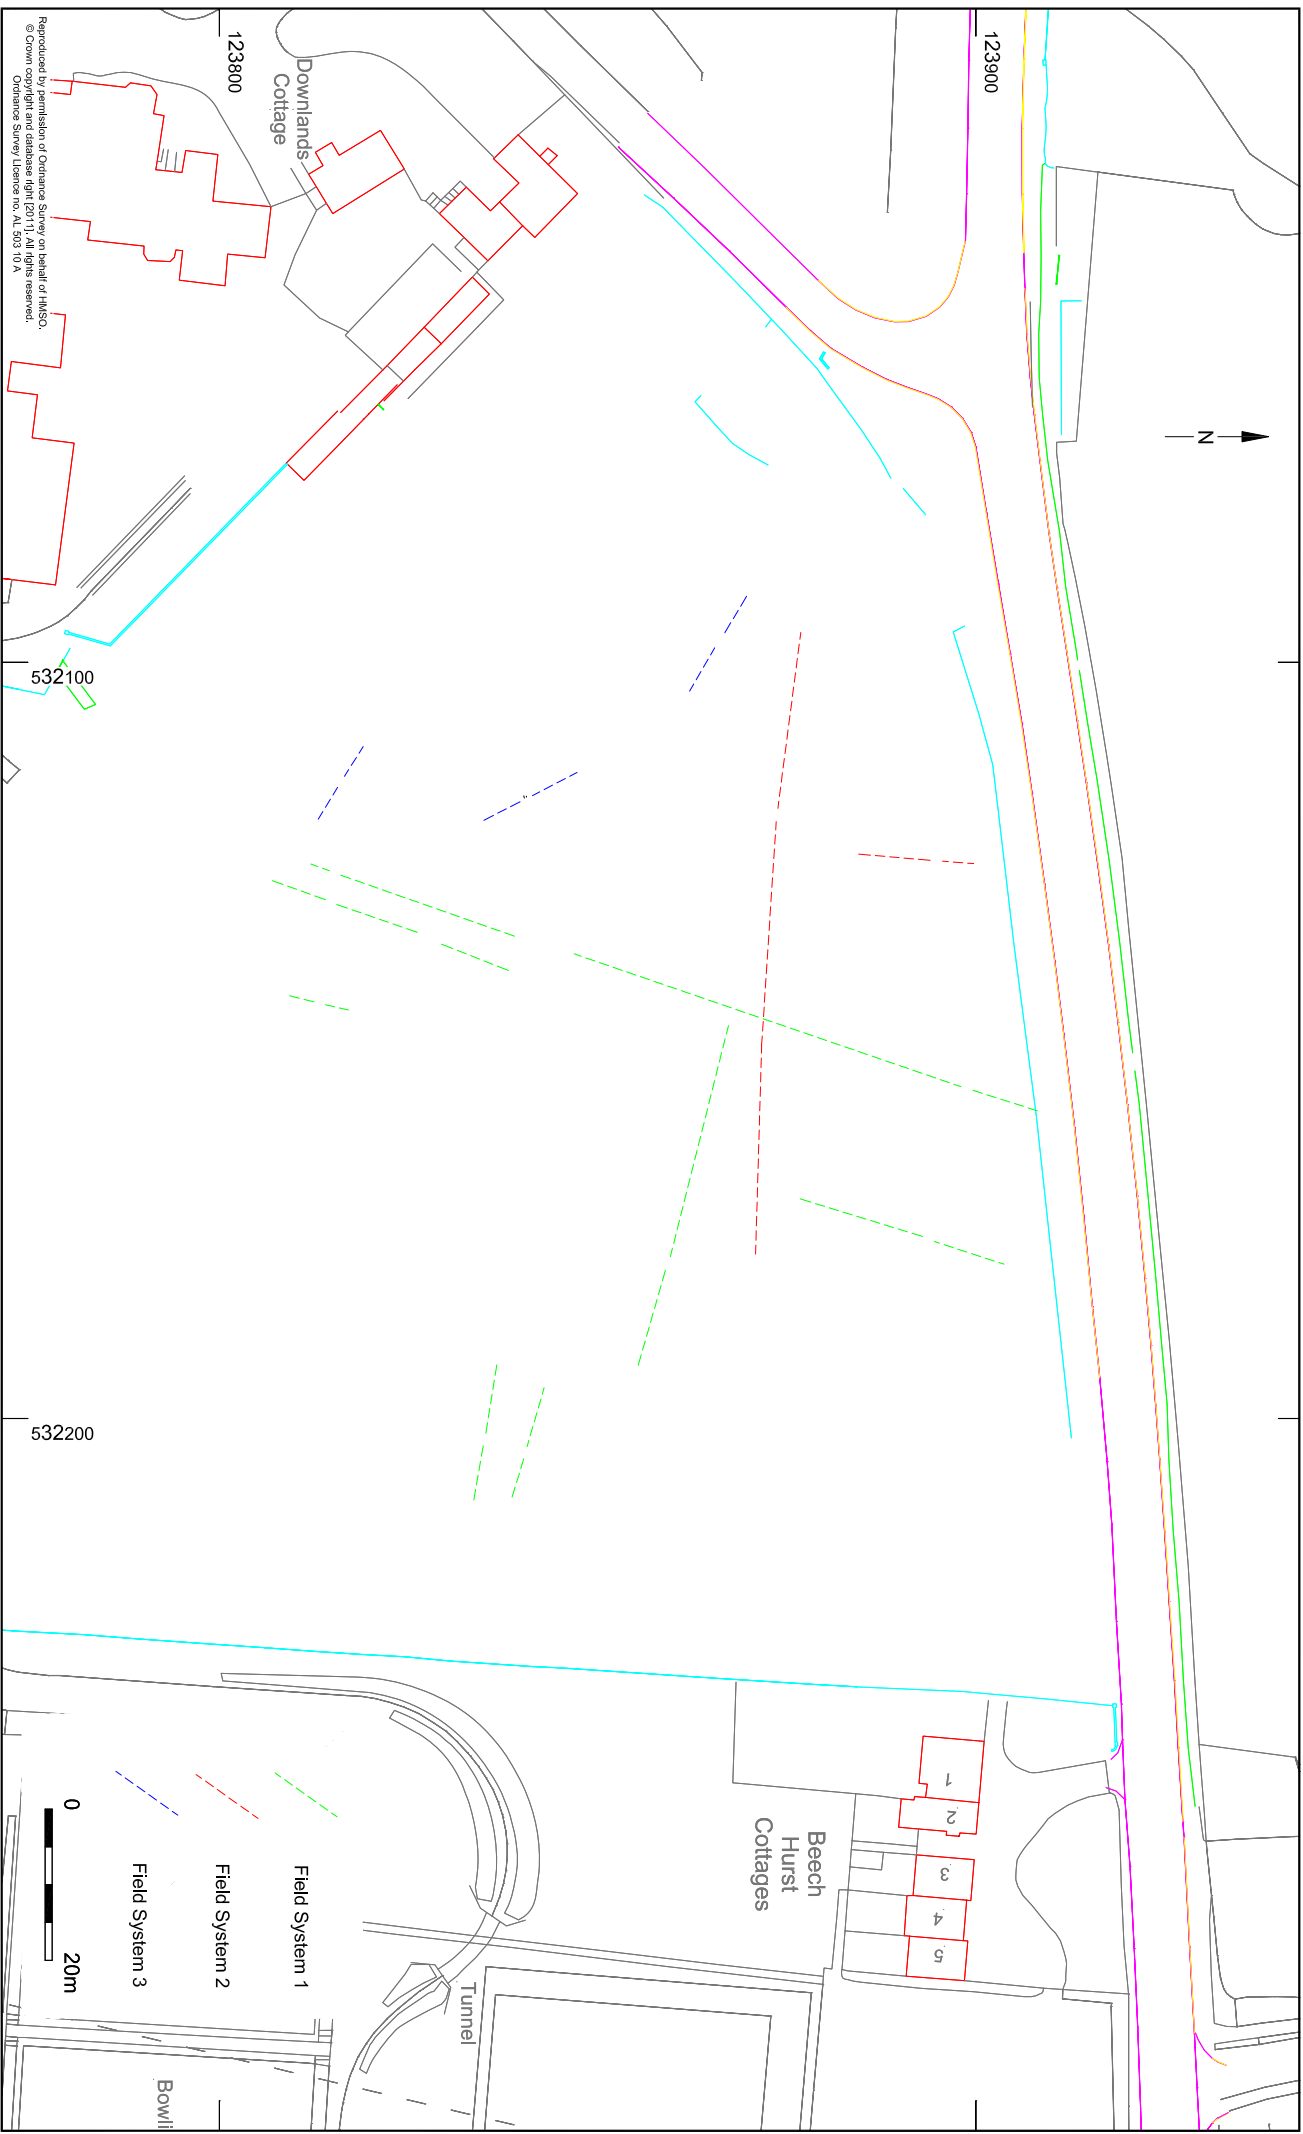 Reproduced by permission of Ordnance Survey on behalf of HMSO.
© Crown copyright and database right [2011]. All rights reserved.
Ordnance Survey Licence no. AL 503 10 A
123800
123900
Downlands
Cottage
N
532100
532200
1
2
3
4
5
Beech
Hurst
Cottages
Tunnel
Field System 1
Field System 2
Field System 3
0
20m
Bowli